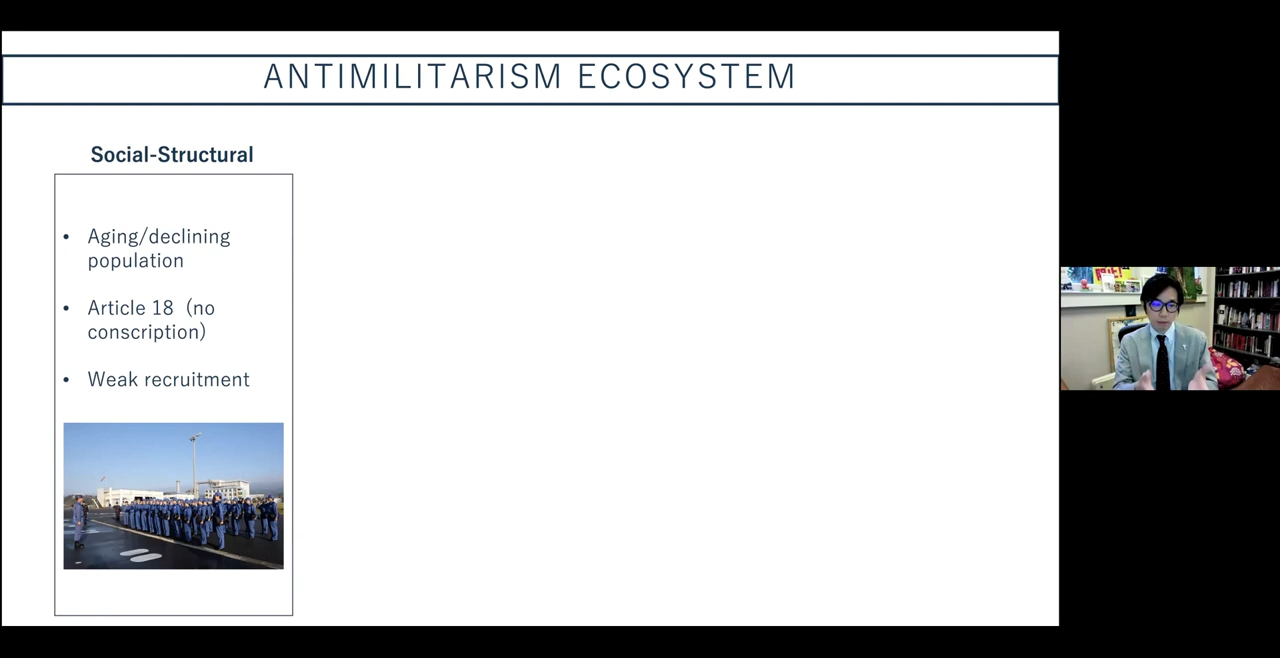 ANTIMILITARISM ECOSYSTEM
Social-Structural
• Aging/declining
population
• Article 18 (no
conscription)
• Weak recruitment